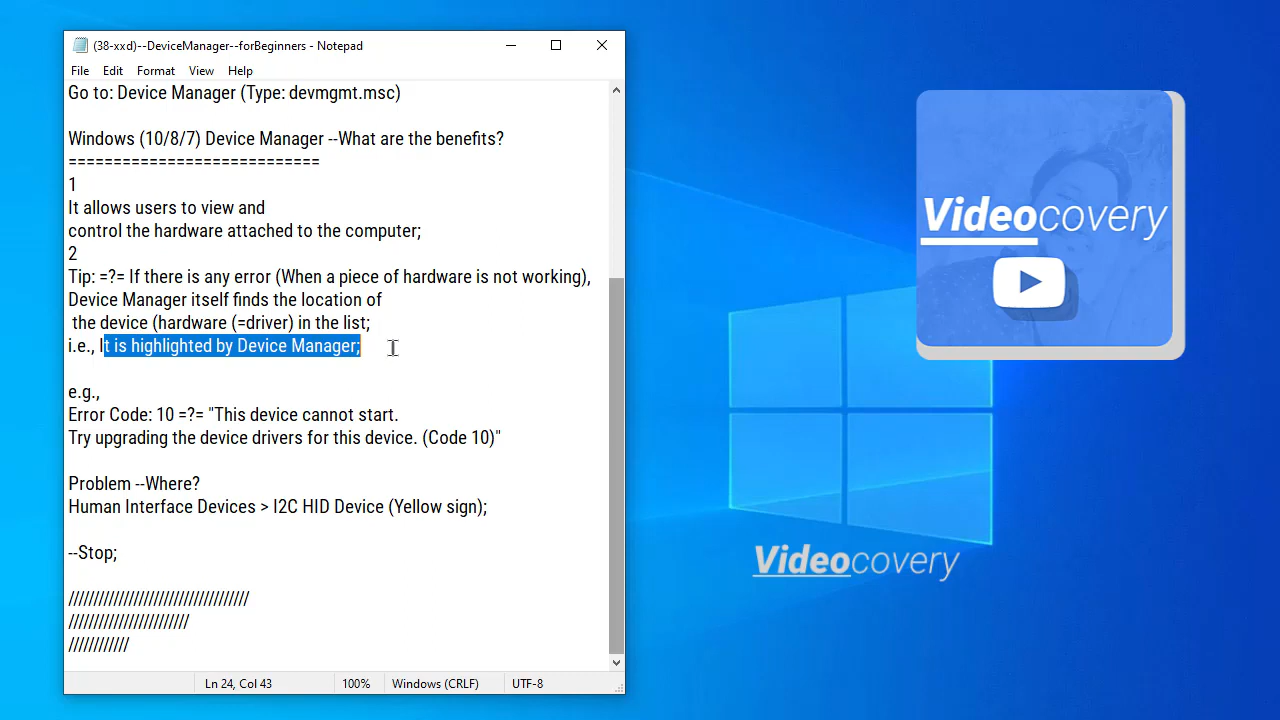 (38-xxd)--DeviceManager--forBeginners - Notepad
File Edit Format View Help
Go to: Device Manager (Type: devmgmt.msc)
Windows (10/8/7) Device Manager --What are the benefits?
============================
1
It allows users to view and
control the hardware attached to the computer;
2
Tip: =?= If there is any error (When a piece of hardware is not working),
Device Manager itself finds the location of
the device (hardware (=driver) in the list;
i.e., It is highlighted by Device Manager;
e.g.,
Error Code: 10 =?= "This device cannot start.
Try upgrading the device drivers for this device. (Code 10)"
Problem --Where?
Human Interface Devices > I2C HID Device (Yellow sign);
--Stop;
////////////////////////////////////
////////////////////////
////////////
Ln 24, Col 43 100% Windows (CRLF) UTF-8
Videocovery
Videocovery